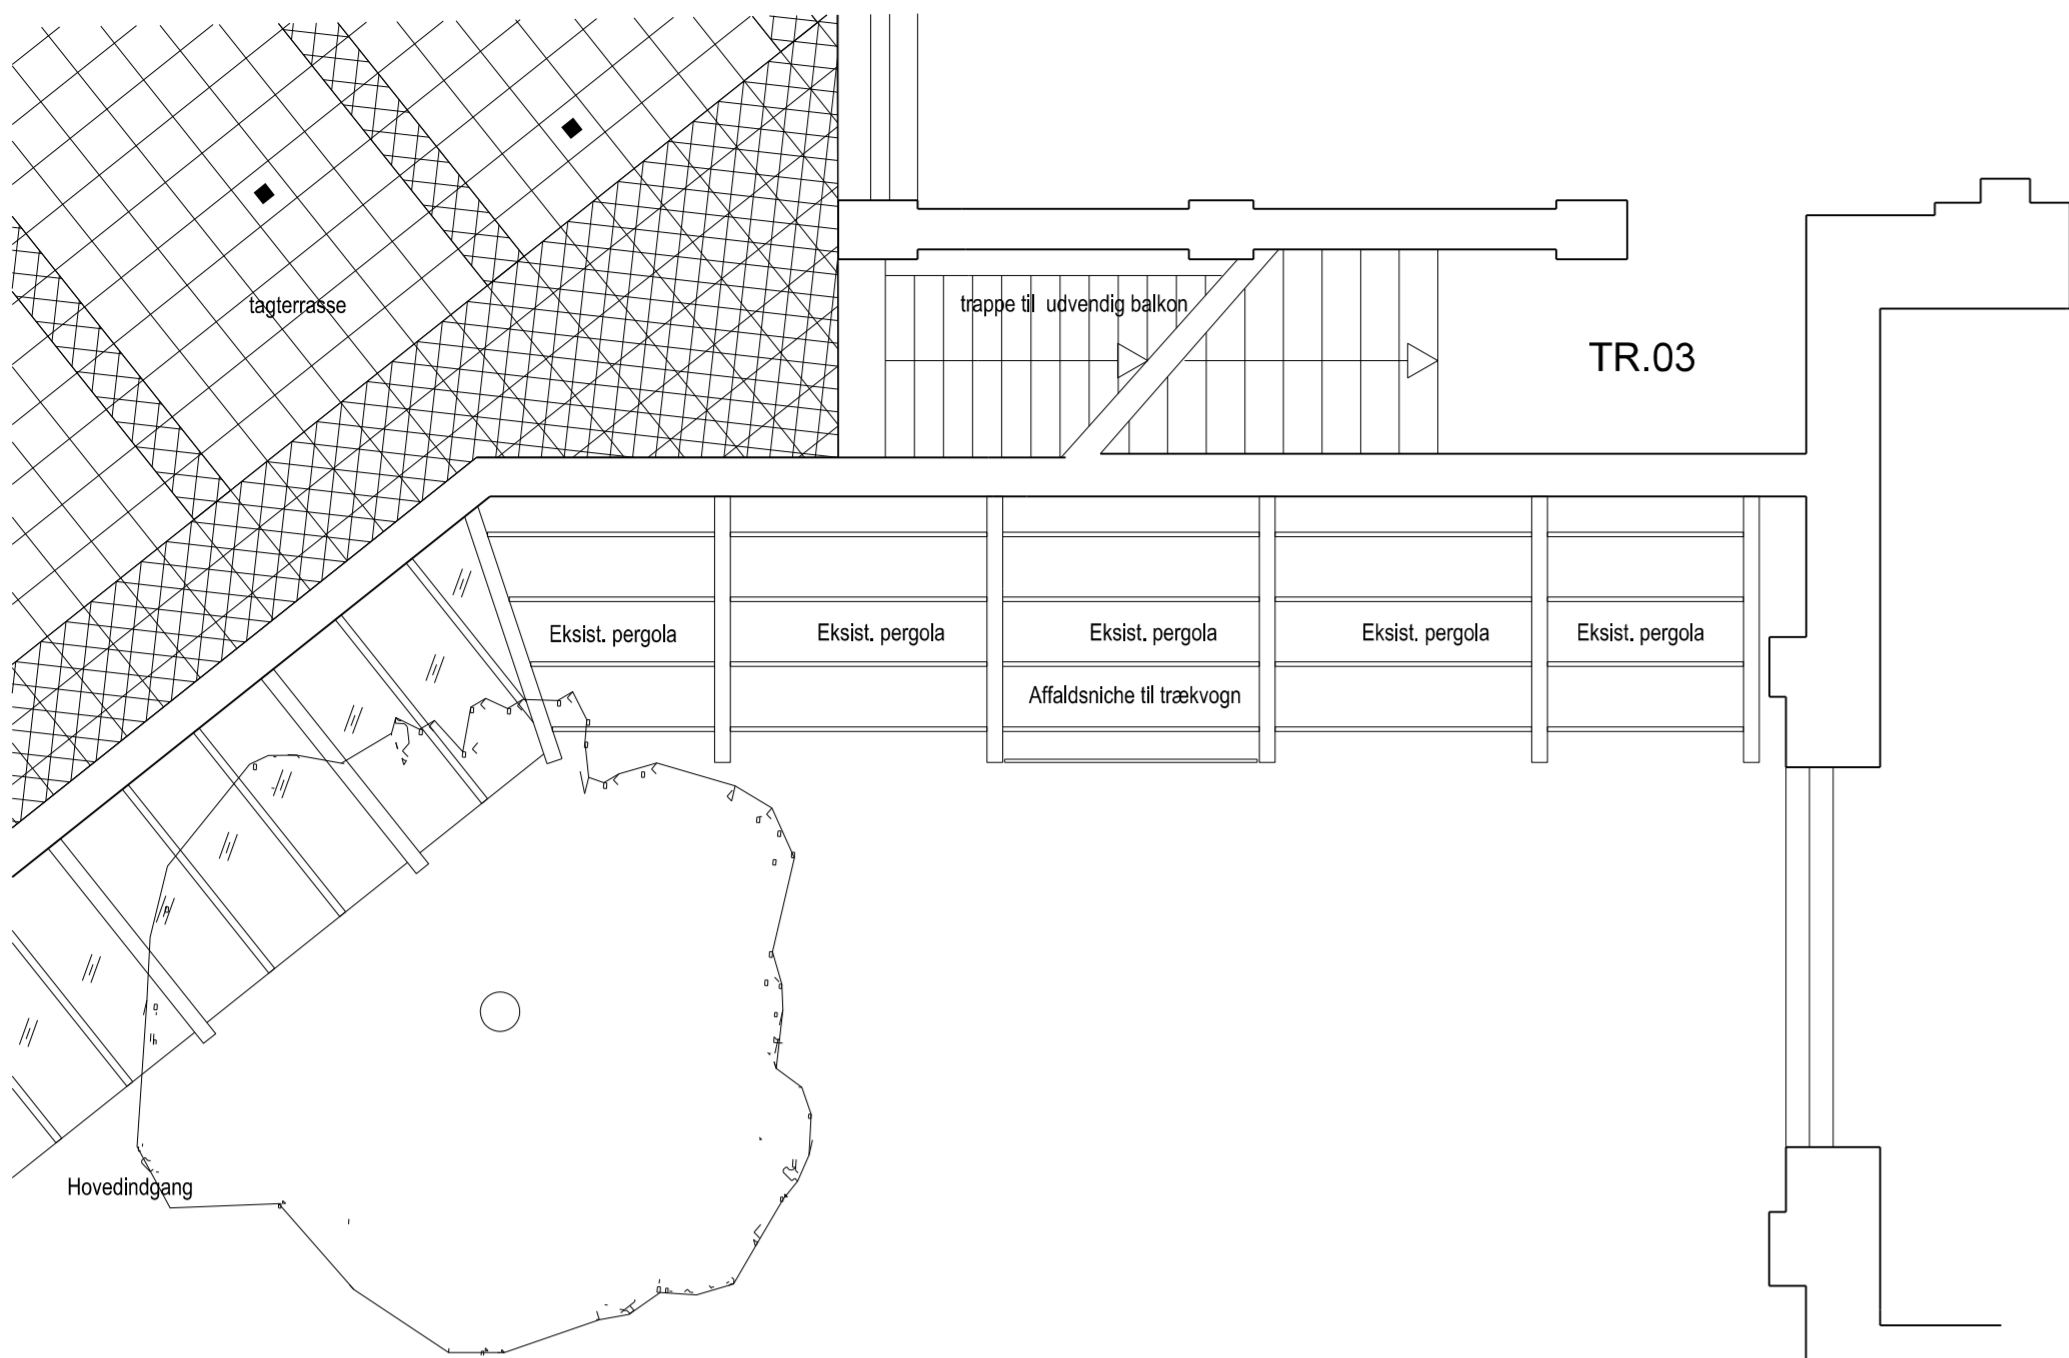 tagterrasse
trappe til udvendig balkon
TR.03
Eksist. pergola
Eksist. pergola
Eksist. pergola
Eksist. pergola
Eksist. pergola
Affaldsniche til trækvogn
Hovedindgang